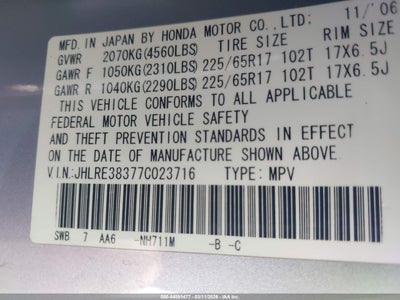 MFD. IN JAPAN BY HONDA MOTOR CO.,LTD: 11/'06
GVWR 2070KG(4560LBS) TIRE SIZE RIM SIZE
GAWR F 1050KG(2310LBS) 225/65R17 102T 17X6.5J
GAWR R 1040KG(2290LBS) 225/65R17 102T 17X6.5J
THIS VEHICLE CONFORMS TO ALL APPLICABLE
FEDERAL MOTOR VEHICLE SAFETY
AND THEFT PREVENTION STANDARDS IN EFFECT
ON THE DATE OF MANUFACTURE SHOWN ABOVE.
V.I.N.:JHLRE38377C023716 TYPE: MPV
SWB 7 AA6 -NH711M -B -C